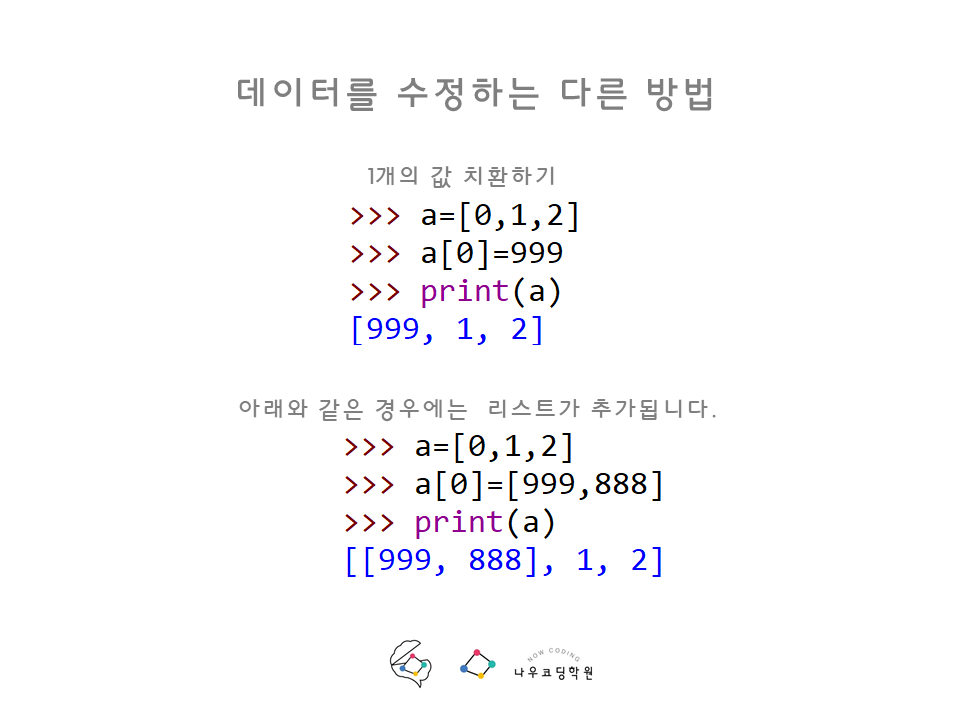 데이터를 수정하는 다른 방법
1개의 값 치환하기
>>> a=[0,1,2]
>>> a[0]=999
>>> print(a)
[999, 1, 2]
아래와 같은 경우에는 리스트가 추가됩니다.
>>> a=[0,1,2]
>>> a[0]=[999,888]
>>> print(a)
[[999, 888], 1, 2]
NOW CODING
나우코딩학원